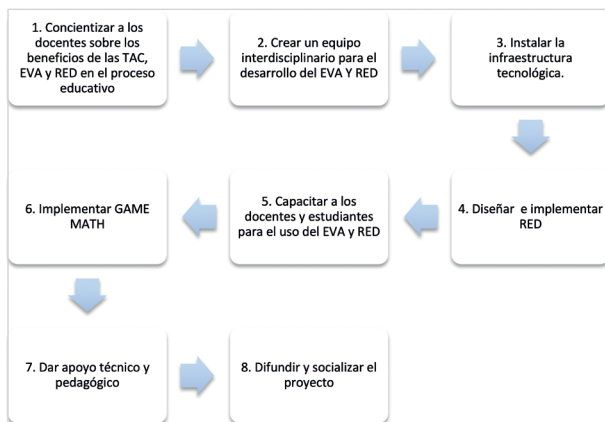 1. Concientizar a los
docentes sobre los
beneficios de las TAC,
EVA y RED en el proceso
educativo
2. Crear un equipo
interdisciplinario para el
desarrollo del EVA Y RED
3. Instalar la
infraestructura
tecnológica.
4. Diseñar e implementar
RED
5. Capacitar a los
docentes y estudiantes
para el uso del EVA y RED
6. Implementar GAME
MATH
7. Dar apoyo técnico y
pedagógico
8. Difundir y socializar el
proyecto